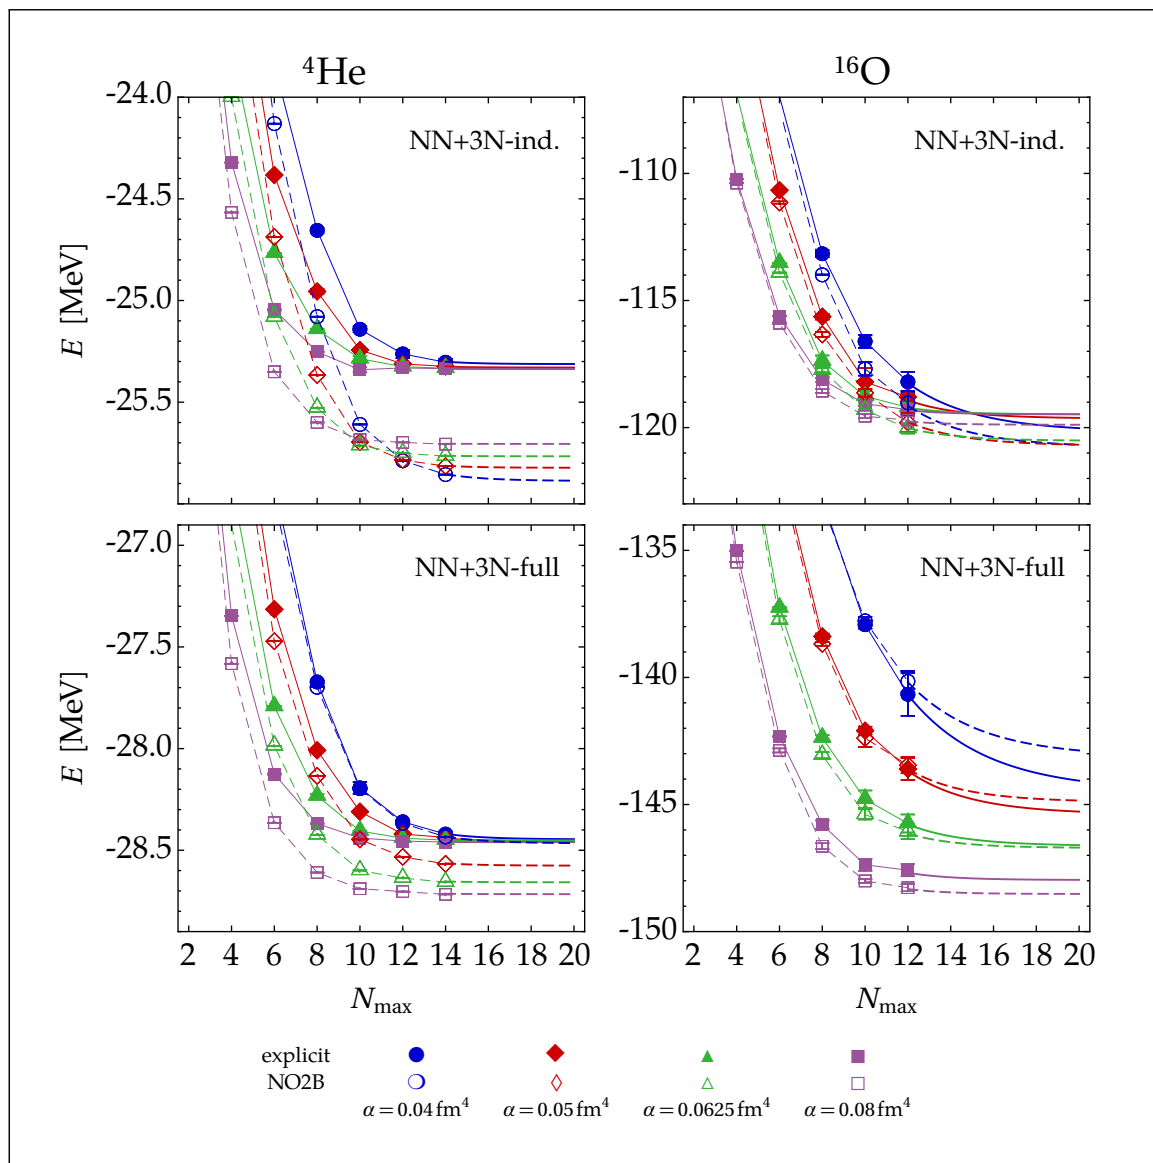 ⁴He
¹⁶O
E [MeV]
-24.0
-24.5
-25.0
-25.5
NN+3N-ind.
-110
-115
-120
NN+3N-ind.
E [MeV]
-27.0
-27.5
-28.0
-28.5
NN+3N-full
2 4 6 8 10 12 14 16 18 20
N_max
-135
-140
-145
-150
NN+3N-full
2 4 6 8 10 12 14 16 18 20
N_max
explicit
NO2B
α = 0.04 fm⁴ α = 0.05 fm⁴ α = 0.0625 fm⁴ α = 0.08 fm⁴